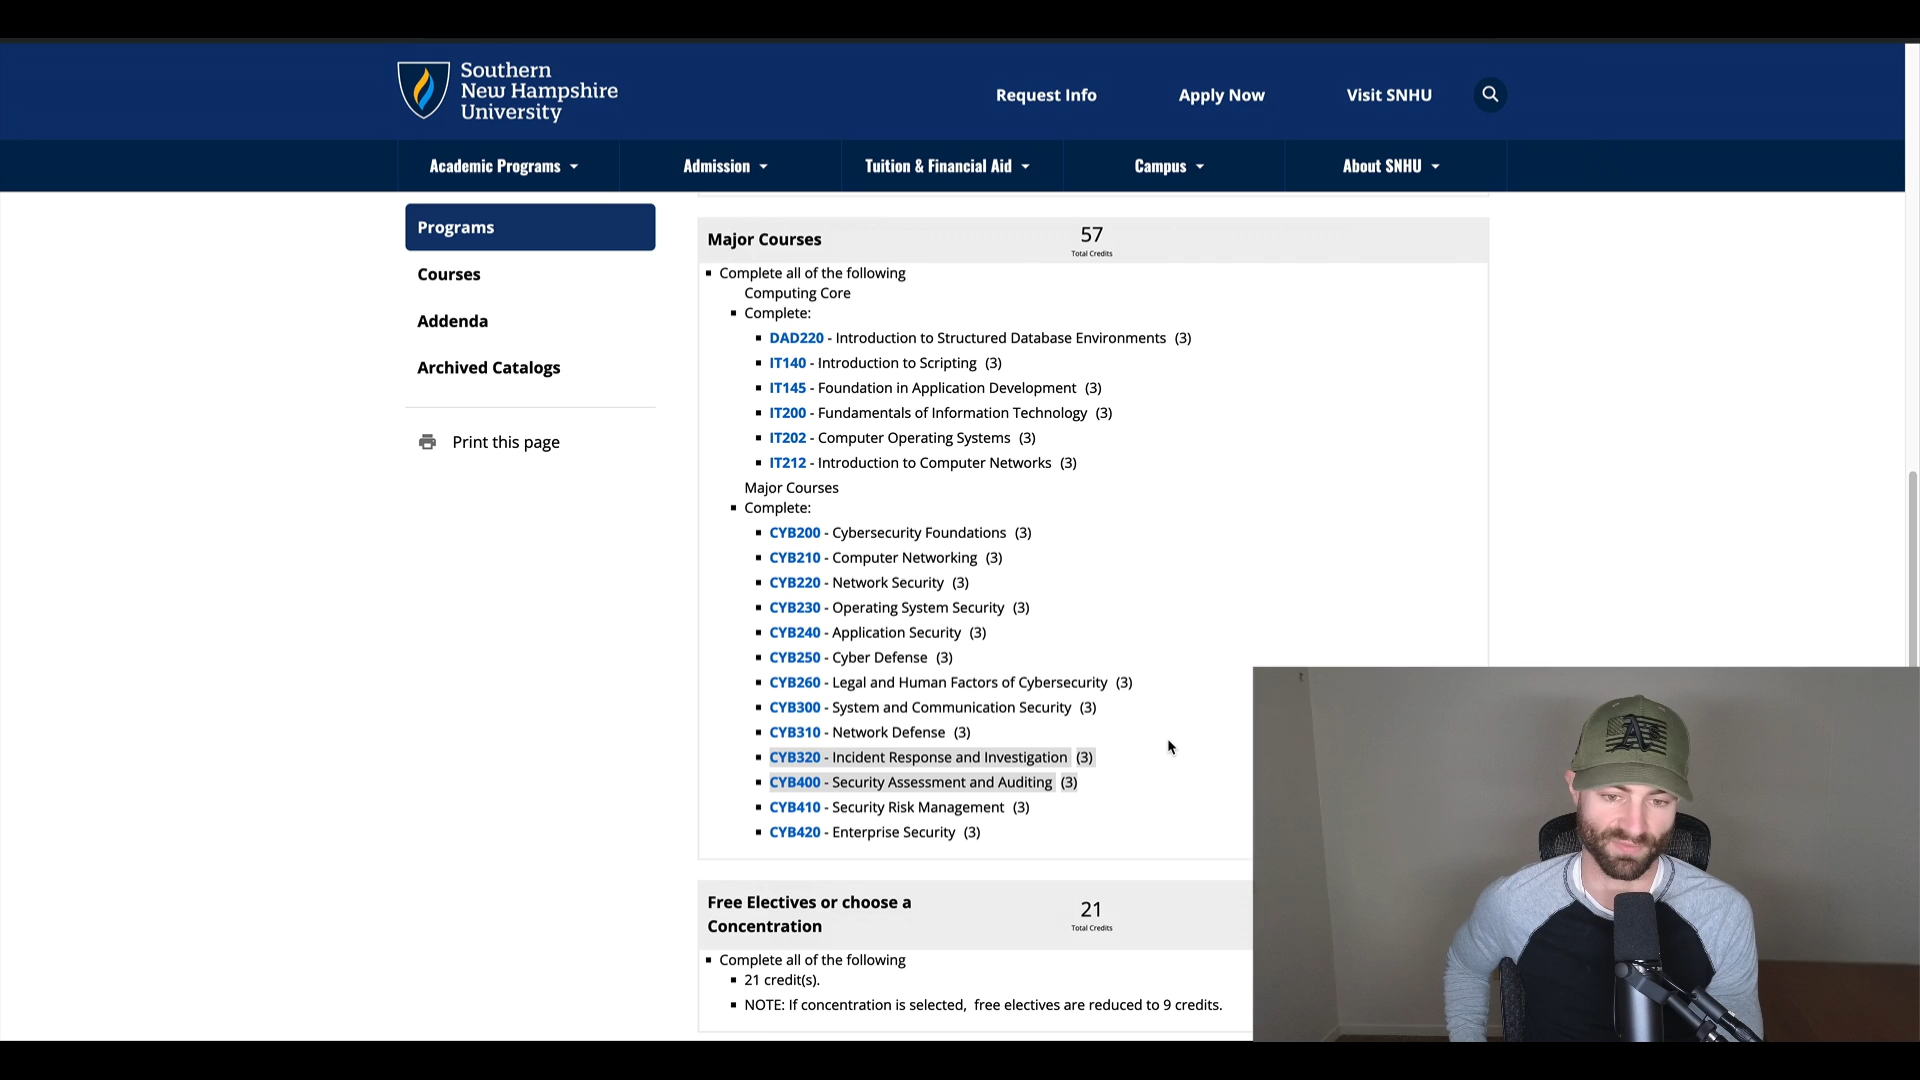 Southern
New Hampshire
University
Request Info
Apply Now
Visit SNHU
Academic Programs
Admission
Tuition & Financial Aid
Campus
About SNHU
Programs
Courses
Addenda
Archived Catalogs
Print this page
Major Courses
57
Total Credits
Complete all of the following
Computing Core
Complete:
DAD220 - Introduction to Structured Database Environments (3)
IT140 - Introduction to Scripting (3)
IT145 - Foundation in Application Development (3)
IT200 - Fundamentals of Information Technology (3)
IT202 - Computer Operating Systems (3)
IT212 - Introduction to Computer Networks (3)
Major Courses
Complete:
CYB200 - Cybersecurity Foundations (3)
CYB210 - Computer Networking (3)
CYB220 - Network Security (3)
CYB230 - Operating System Security (3)
CYB240 - Application Security (3)
CYB250 - Cyber Defense (3)
CYB260 - Legal and Human Factors of Cybersecurity (3)
CYB300 - System and Communication Security (3)
CYB310 - Network Defense (3)
CYB320 - Incident Response and Investigation (3)
CYB400 - Security Assessment and Auditing (3)
CYB410 - Security Risk Management (3)
CYB420 - Enterprise Security (3)
Free Electives or choose a
Concentration
21
Total Credits
Complete all of the following
21 credit(s).
NOTE: If concentration is selected, free electives are reduced to 9 credits.
A's